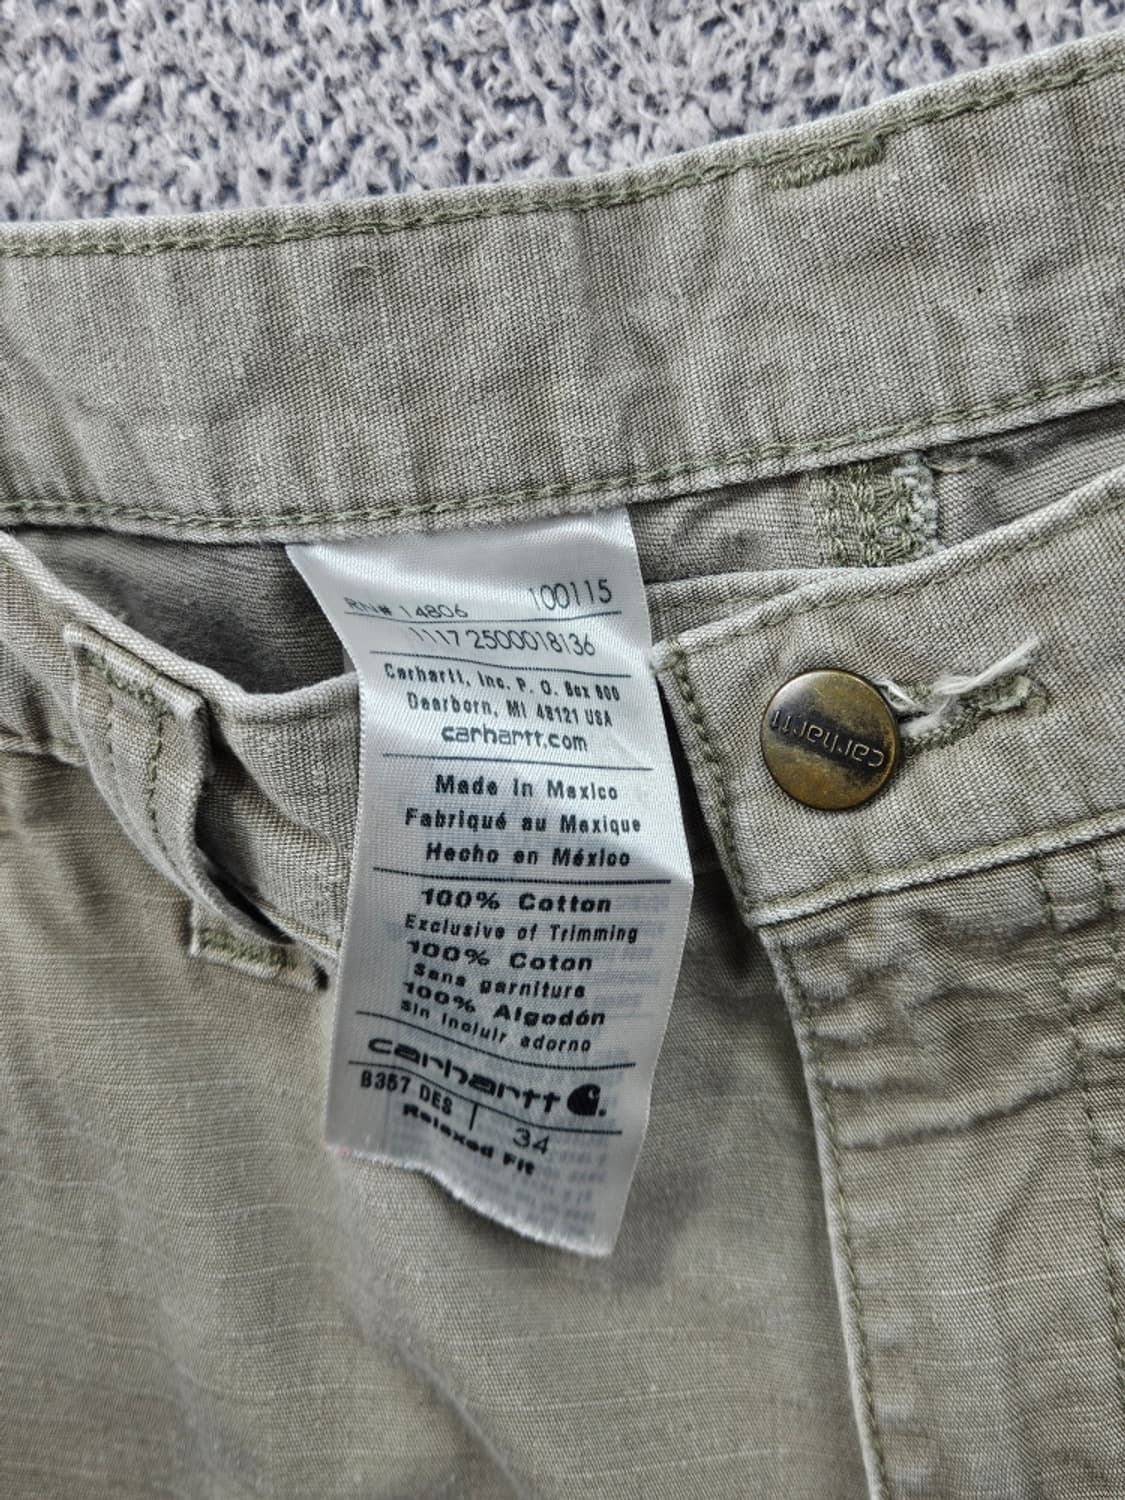 RN# 14806 100115
1117 2500018136
Carhartt, Inc. P. O. Box 600
Dearborn, MI 48121 USA
carhartt.com
Made in Mexico
Fabriqué au Mexique
Hecho en México
100% Cotton
Exclusive of Trimming
100% Coton
Sans garniture
100% Algodón
Sin incluir adorno
carhartt
B357 DES 34
Relaxed Fit
carhartt